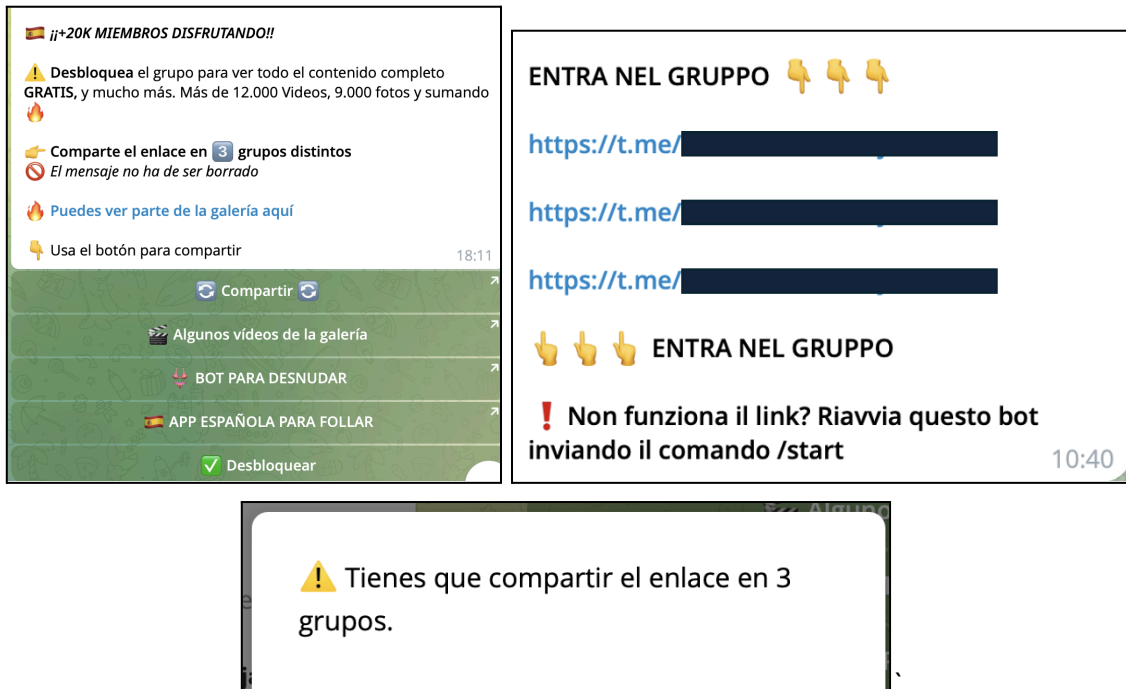 🇪🇸 ¡¡+20K MIEMBROS DISFRUTANDO!!
⚠️ Desbloquea el grupo para ver todo el contenido completo
GRATIS, y mucho más. Más de 12.000 Videos, 9.000 fotos y sumando
🔥
👉 Comparte el enlace en 3️⃣ grupos distintos
🚫 El mensaje no ha de ser borrado
🔥 Puedes ver parte de la galería aquí
👇 Usa el botón para compartir
18:11
🔄 Compartir 🔄
🎬 Algunos vídeos de la galería
👙 BOT PARA DESNUDAR
🇪🇸 APP ESPAÑOLA PARA FOLLAR
✅ Desbloquear
ENTRA NEL GRUPPO 👇 👇 👇
https://t.me/
https://t.me/
https://t.me/
👆 👆 👆 ENTRA NEL GRUPPO
❗ Non funziona il link? Riavvia questo bot
inviando il comando /start
10:40
⚠️ Tienes que compartir el enlace en 3
grupos.